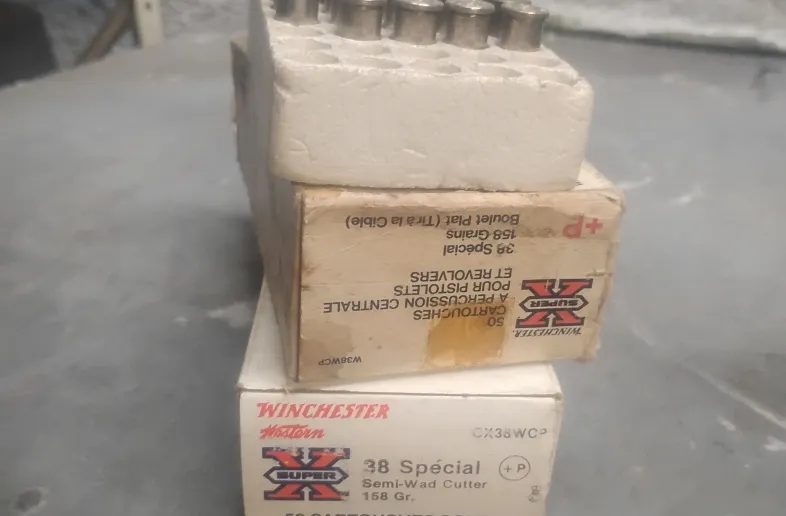 WINCHESTER
SUPER X
50
CARTOUCHES
A PERCUSSION CENTRALE
POUR PISTOLETS
ET REVOLVERS
38 Spécial
158 Grains
Boulet Plat (Tir à la Cible)
+P
W38WCP
WINCHESTER
Western
SUPER X
CX38WCP
38 Spécial
+ P
Semi-Wad Cutter
158 Gr.